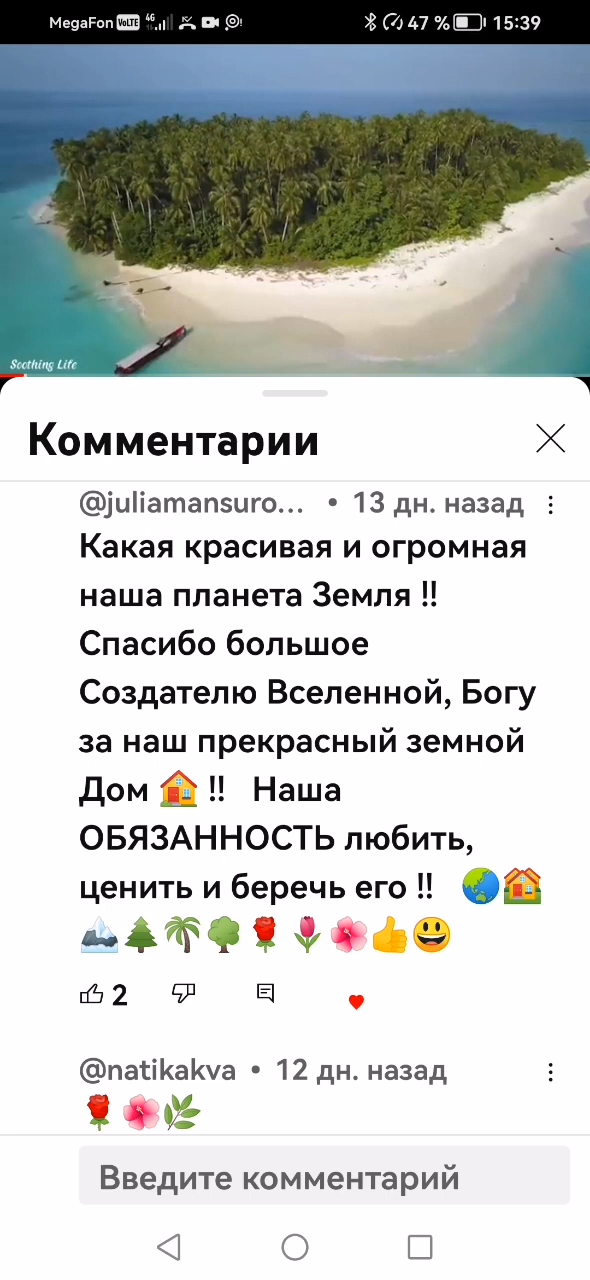 MegaFon VoLTE 4G 47 % 15:39
Soothing Life
Комментарии
@juliamansuro... • 13 дн. назад
Какая красивая и огромная
наша планета Земля !!
Спасибо большое
Создателю Вселенной, Богу
за наш прекрасный земной
Дом 🏠 !! Наша
ОБЯЗАННОСТЬ любить,
ценить и беречь его !! 🌏🏡
🏔️🌲🌴🌳🌹🌷🌺👍😃
2
@natikakva • 12 дн. назад
🌹🌺🌿
Введите комментарий